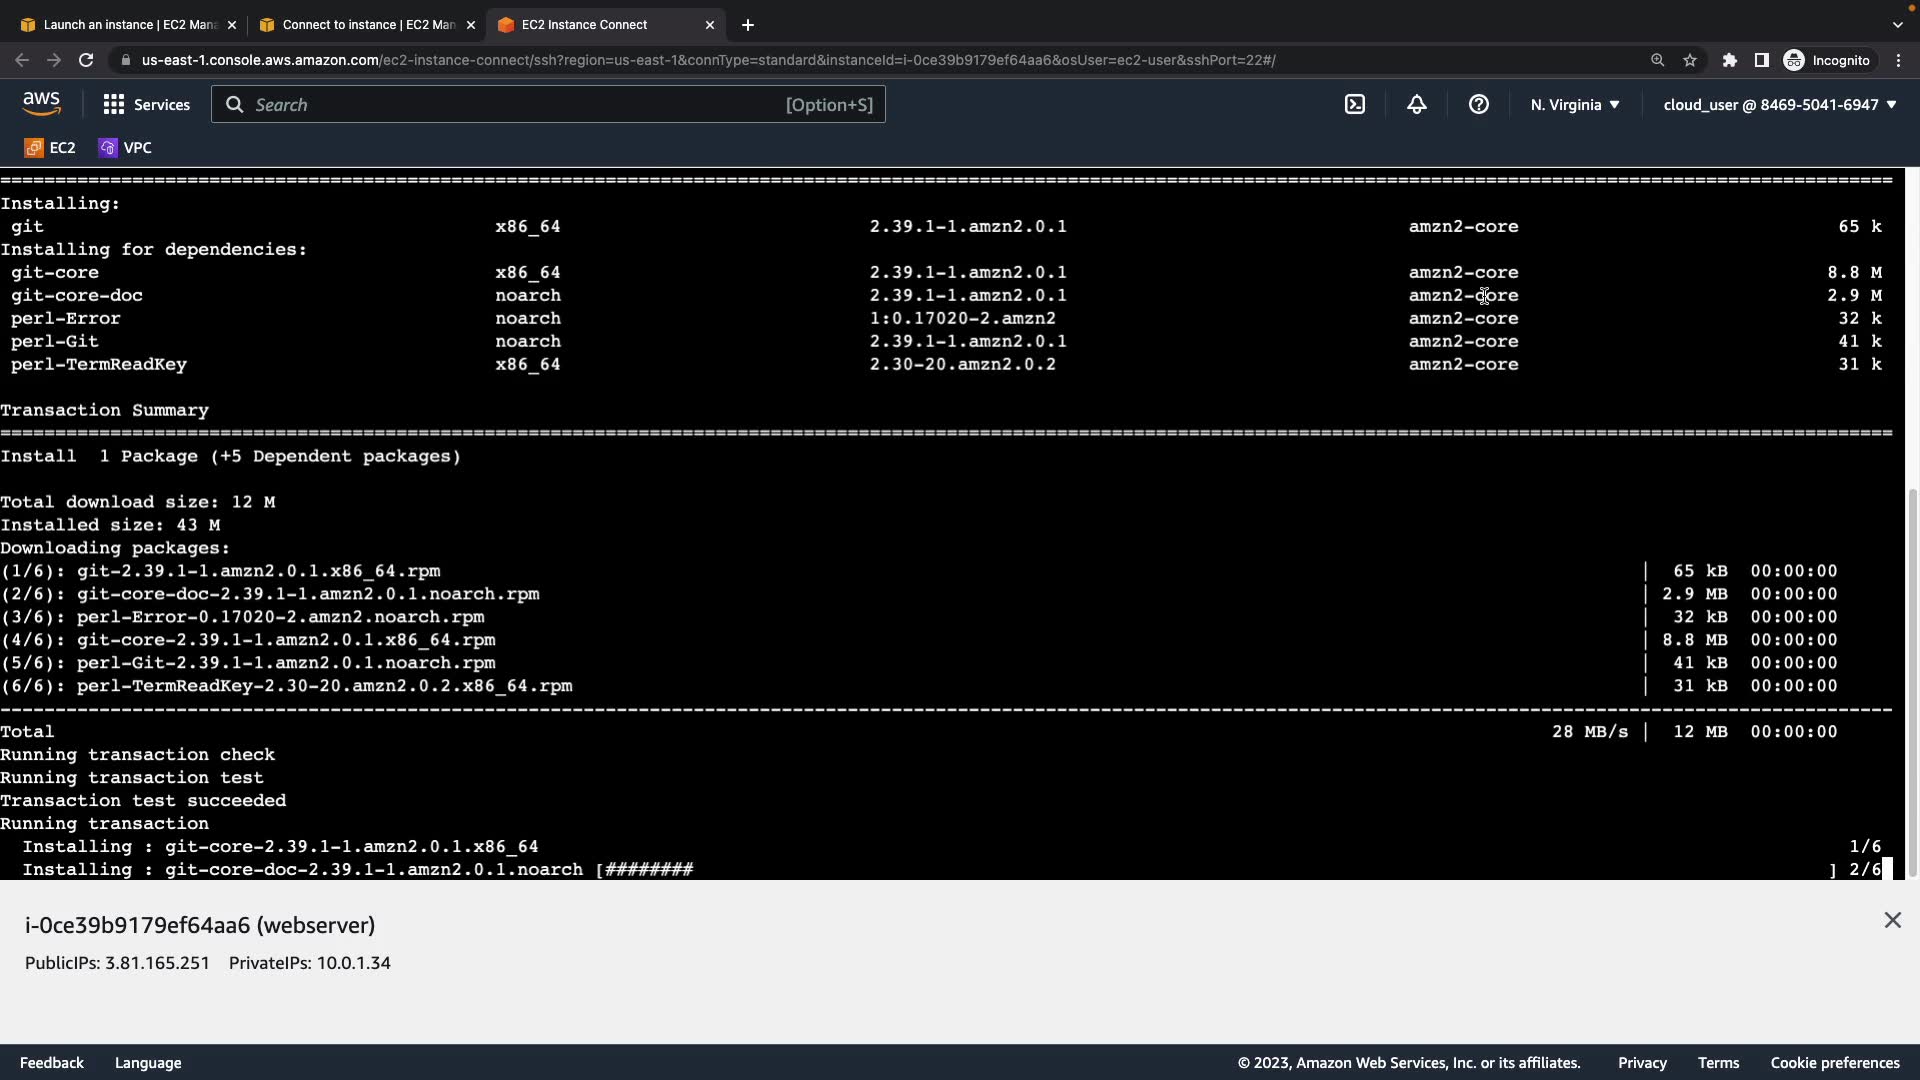 Launch an instance | EC2 Man
Connect to instance | EC2 Man
EC2 Instance Connect
us-east-1.console.aws.amazon.com/ec2-instance-connect/ssh?region=us-east-1&connType=standard&instanceId=i-0ce39b9179ef64aa6&osUser=ec2-user&sshPort=22#/
Incognito
aws
Services
Search
[Option+S]
N. Virginia
cloud_user @ 8469-5041-6947
EC2
VPC
================================================================================
Installing:
git x86_64 2.39.1-1.amzn2.0.1 amzn2-core 65 k
Installing for dependencies:
git-core x86_64 2.39.1-1.amzn2.0.1 amzn2-core 8.8 M
git-core-doc noarch 2.39.1-1.amzn2.0.1 amzn2-core 2.9 M
perl-Error noarch 1:0.17020-2.amzn2 amzn2-core 32 k
perl-Git noarch 2.39.1-1.amzn2.0.1 amzn2-core 41 k
perl-TermReadKey x86_64 2.30-20.amzn2.0.2 amzn2-core 31 k
Transaction Summary
================================================================================
Install 1 Package (+5 Dependent packages)
Total download size: 12 M
Installed size: 43 M
Downloading packages:
(1/6): git-2.39.1-1.amzn2.0.1.x86_64.rpm | 65 kB 00:00:00
(2/6): git-core-doc-2.39.1-1.amzn2.0.1.noarch.rpm | 2.9 MB 00:00:00
(3/6): perl-Error-0.17020-2.amzn2.noarch.rpm | 32 kB 00:00:00
(4/6): git-core-2.39.1-1.amzn2.0.1.x86_64.rpm | 8.8 MB 00:00:00
(5/6): perl-Git-2.39.1-1.amzn2.0.1.noarch.rpm | 41 kB 00:00:00
(6/6): perl-TermReadKey-2.30-20.amzn2.0.2.x86_64.rpm | 31 kB 00:00:00
--------------------------------------------------------------------------------
Total 28 MB/s | 12 MB 00:00:00
Running transaction check
Running transaction test
Transaction test succeeded
Running transaction
Installing : git-core-2.39.1-1.amzn2.0.1.x86_64 1/6
Installing : git-core-doc-2.39.1-1.amzn2.0.1.noarch [######## ] 2/6
i-0ce39b9179ef64aa6 (webserver)
PublicIPs: 3.81.165.251 PrivateIPs: 10.0.1.34
Feedback
Language
© 2023, Amazon Web Services, Inc. or its affiliates.
Privacy
Terms
Cookie preferences